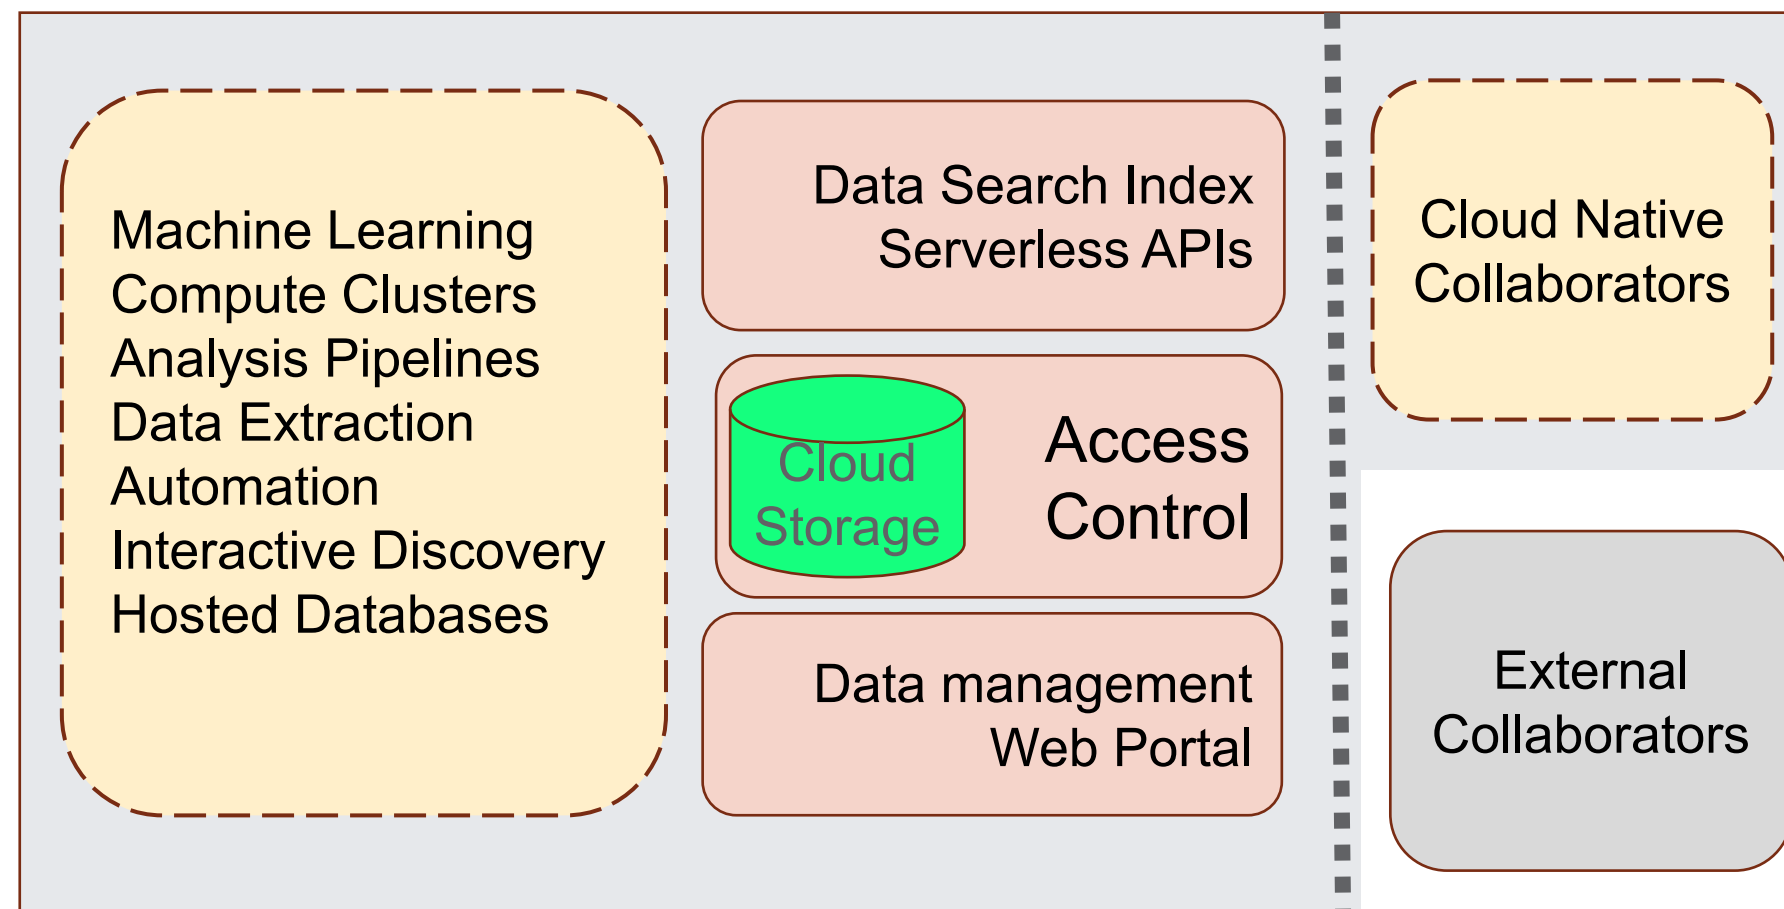 Machine Learning
Compute Clusters
Analysis Pipelines
Data Extraction
Automation
Interactive Discovery
Hosted Databases
Data Search Index
Serverless APIs
Cloud
Storage
Access
Control
Data management
Web Portal
Cloud Native
Collaborators
External
Collaborators